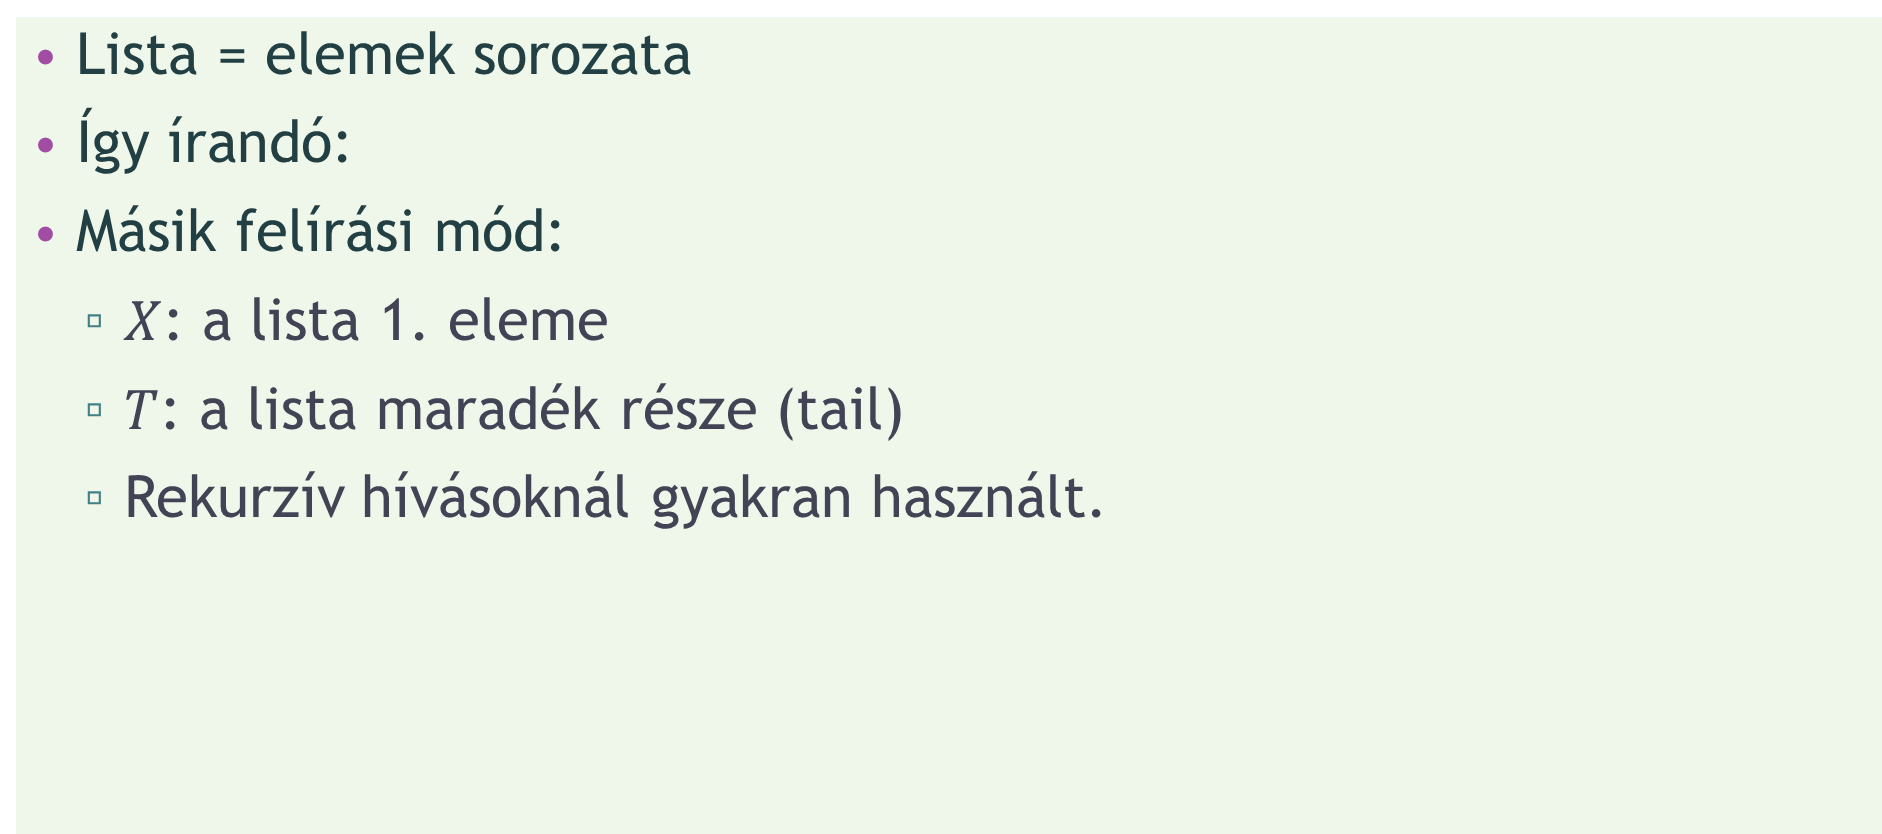 • Lista = elemek sorozata
• Így írandó:
• Másik felírási mód:
▫ X: a lista 1. eleme
▫ T: a lista maradék része (tail)
▫ Rekurzív hívásoknál gyakran használt.